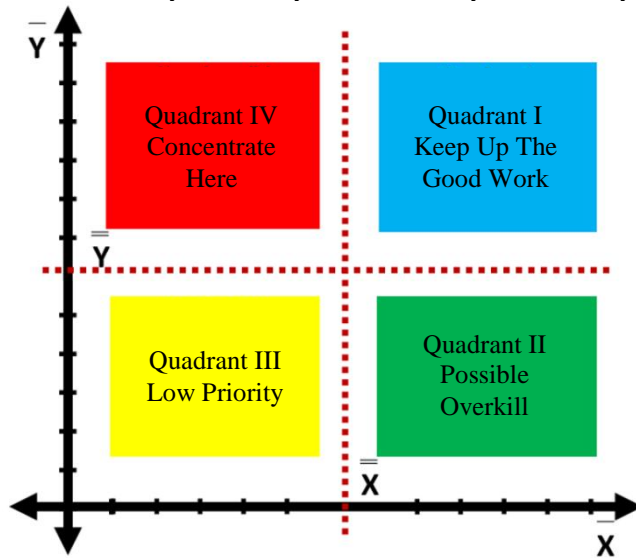 Y̅
Quadrant IV
Concentrate
Here
Quadrant I
Keep Up The
Good Work
Y̿
Quadrant III
Low Priority
Quadrant II
Possible
Overkill
X̿
X̅